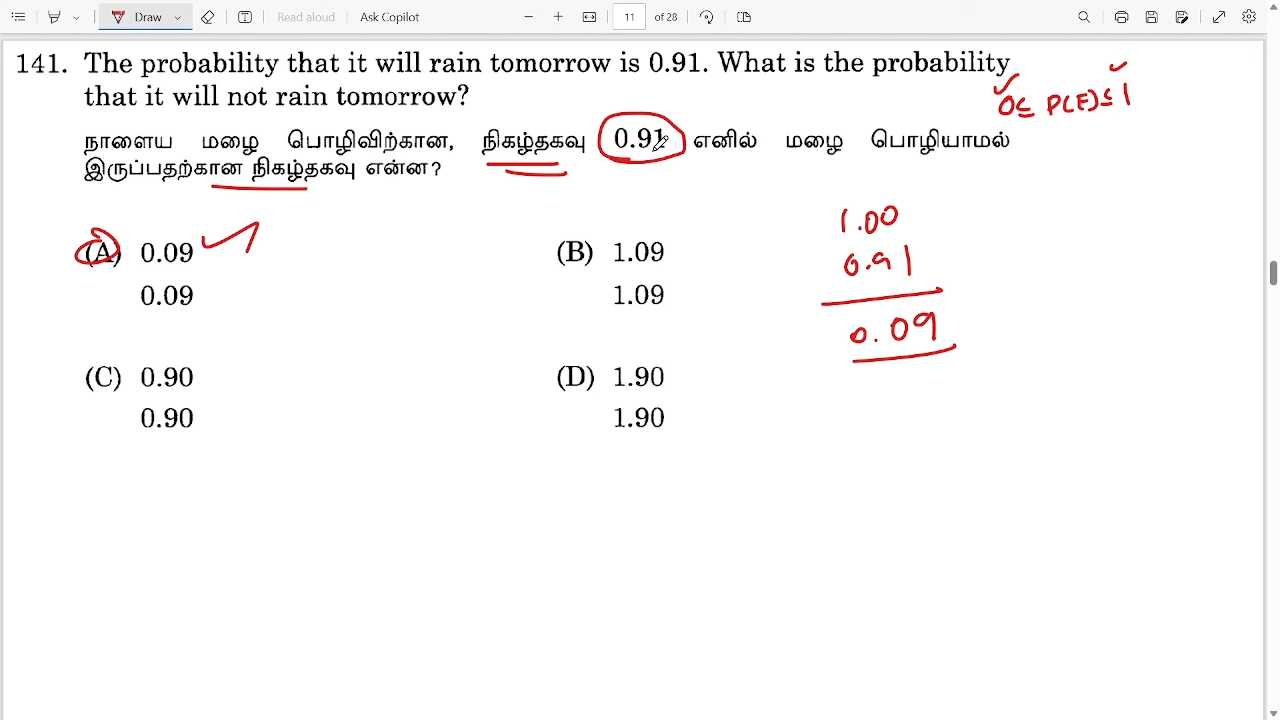 Draw Read aloud Ask Copilot 11 of 28
141. The probability that it will rain tomorrow is 0.91. What is the probability
that it will not rain tomorrow?
0 ≤ P(E) ≤ 1
நாளைய மழை பொழிவிற்கான, நிகழ்தகவு 0.91 எனில் மழை பொழியாமல்
இருப்பதற்கான நிகழ்தகவு என்ன?
(A) 0.09 (B) 1.09
0.09 1.09
(C) 0.90 (D) 1.90
0.90 1.90
1.00
0.91
0.09